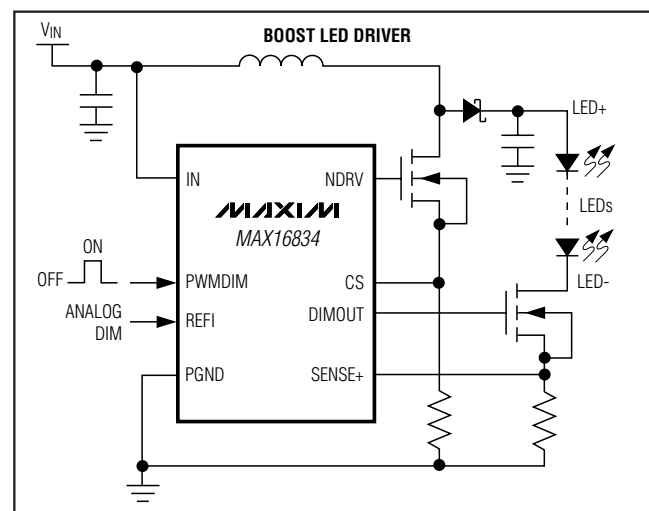 VIN
BOOST LED DRIVER
LED+
IN
NDRV
MAXIM
MAX16834
LEDs
ON
OFF
PWMDIM
CS
LED-
ANALOG
DIM
REFI
DIMOUT
PGND
SENSE+